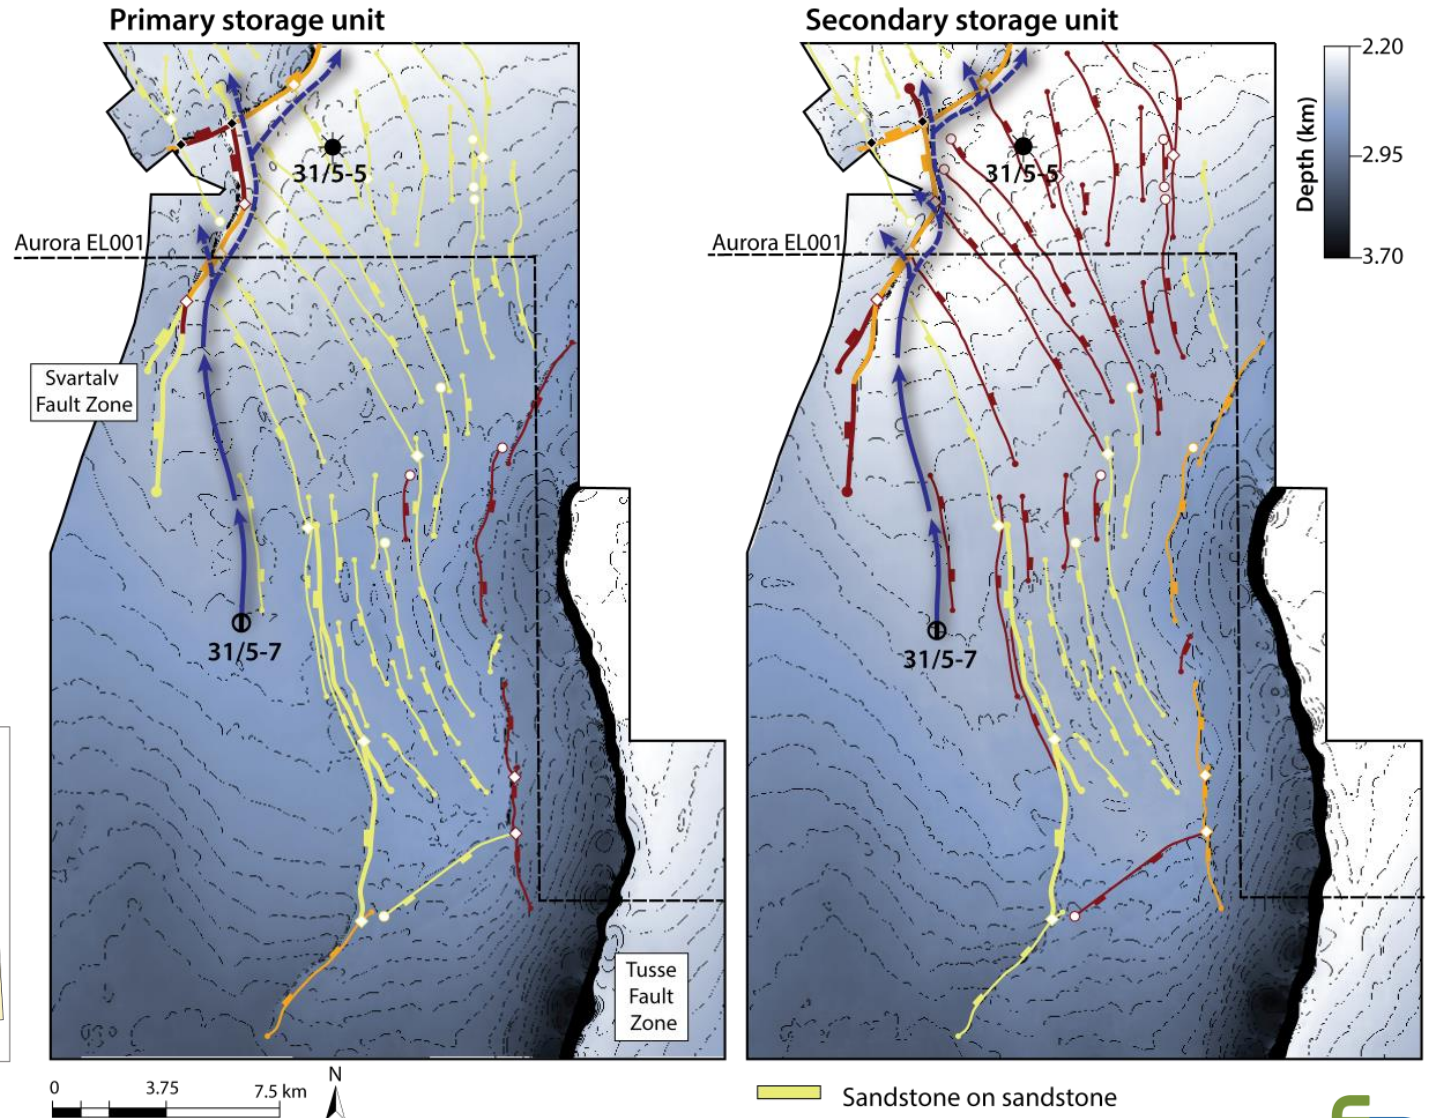 Primary storage unit
Secondary storage unit
2.20
2.95
3.70
Depth (km)
31/5-5
31/5-5
Aurora EL001
Aurora EL001
Svartalv
Fault Zone
31/5-7
31/5-7
Tusse
Fault
Zone
0 3.75 7.5 km
N
Sandstone on sandstone